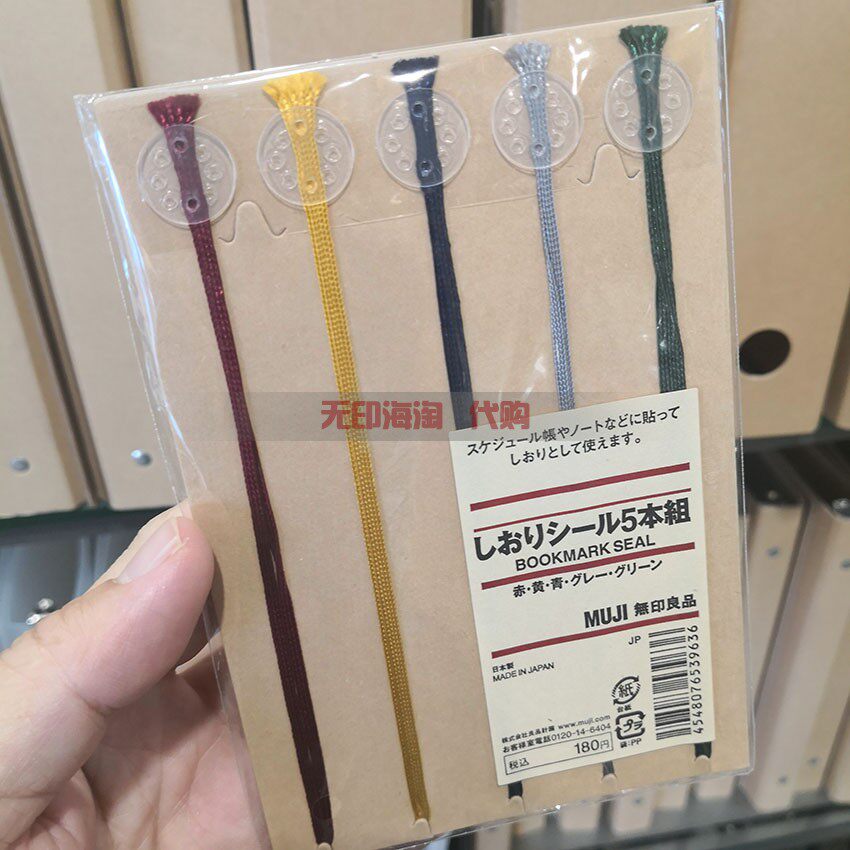 无印海淘 代购
スケジュール帳やノートなどに貼って
しおりとして使えます。
しおりシール5本組
BOOKMARK SEAL
赤・黄・青・グレー・グリーン
MUJI 無印良品
JP
日本製
MADE IN JAPAN
紙
台紙
プラ
袋:PP
株式会社良品計画 www.muji.com
お客様室電話0120-14-6404
税込 180円
4548076539636